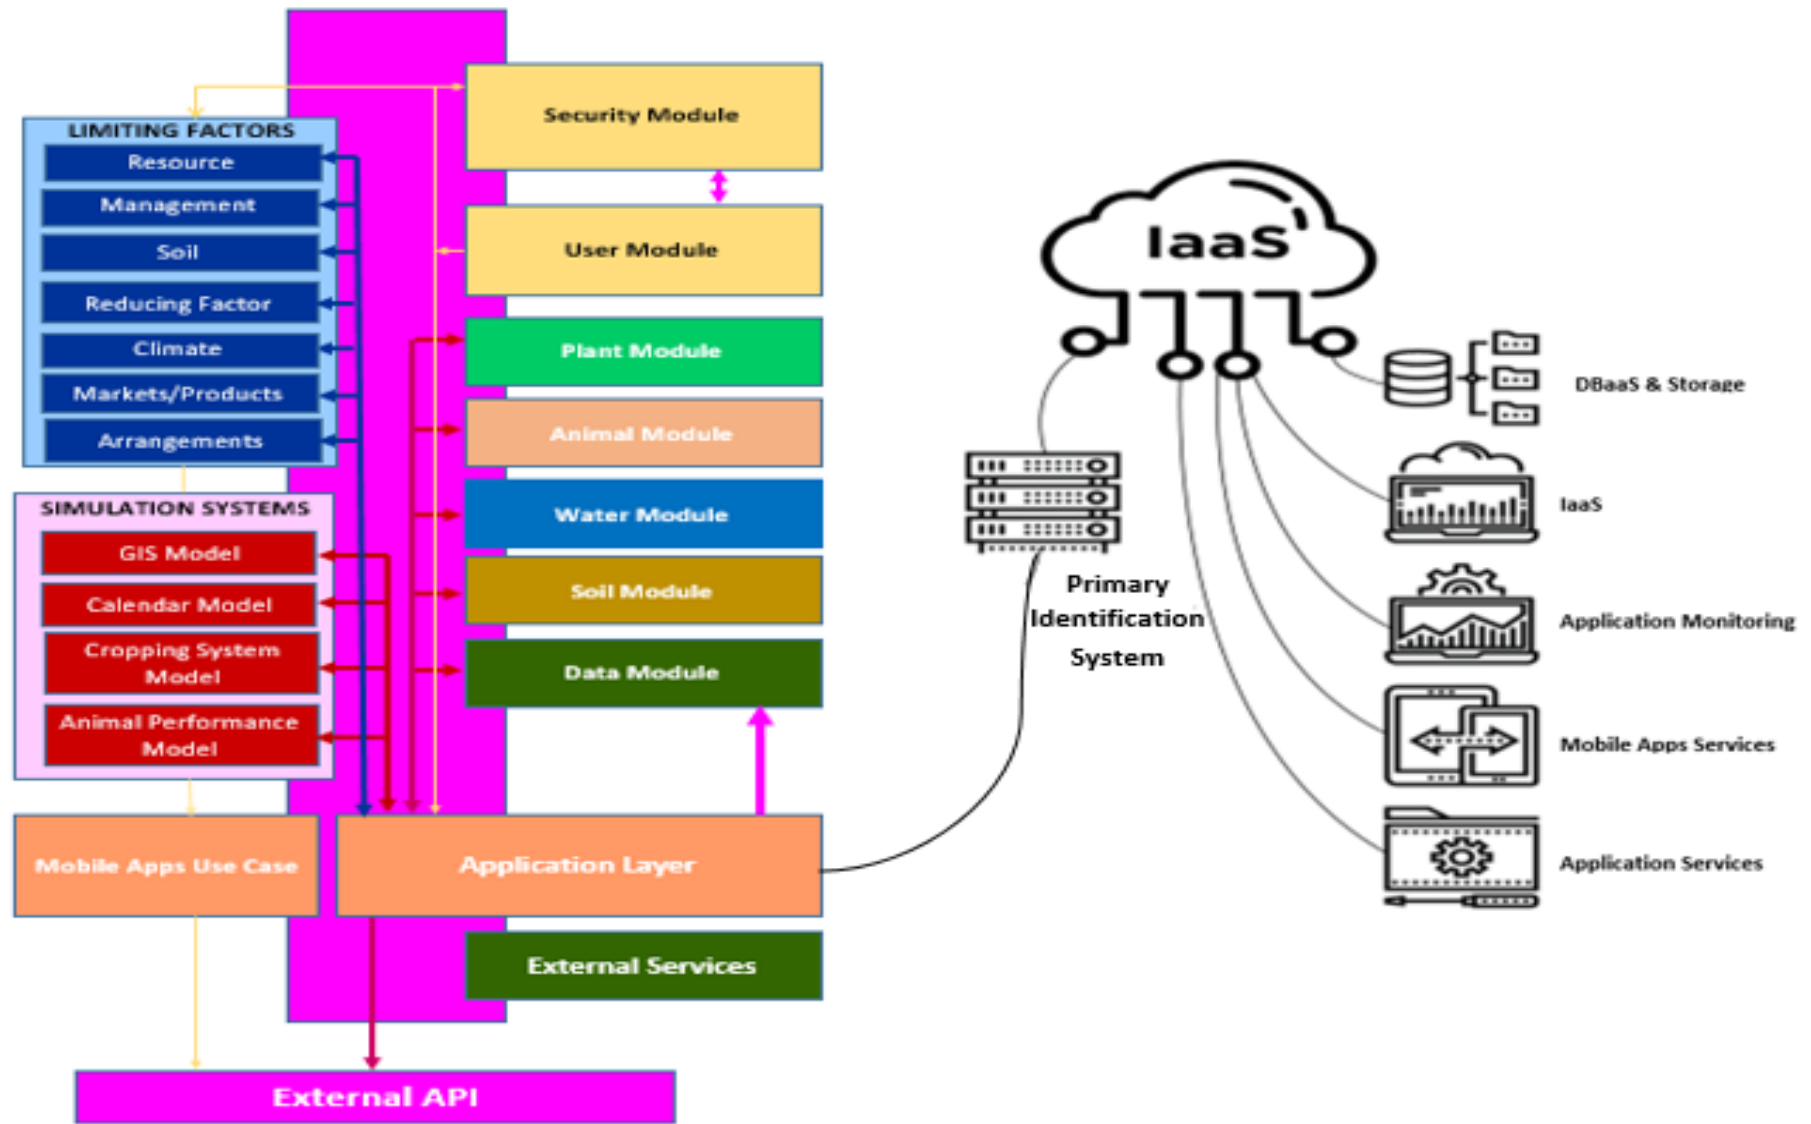 LIMITING FACTORS
Resource
Management
Soil
Reducing Factor
Climate
Markets/Products
Arrangements
SIMULATION SYSTEMS
GIS Model
Calendar Model
Cropping System
Model
Animal Performance
Model
Mobile Apps Use Case
Security Module
User Module
Plant Module
Animal Module
Water Module
Soil Module
Data Module
Application Layer
External Services
External API
IaaS
Primary
Identification
System
DBaaS & Storage
IaaS
Application Monitoring
Mobile Apps Services
Application Services